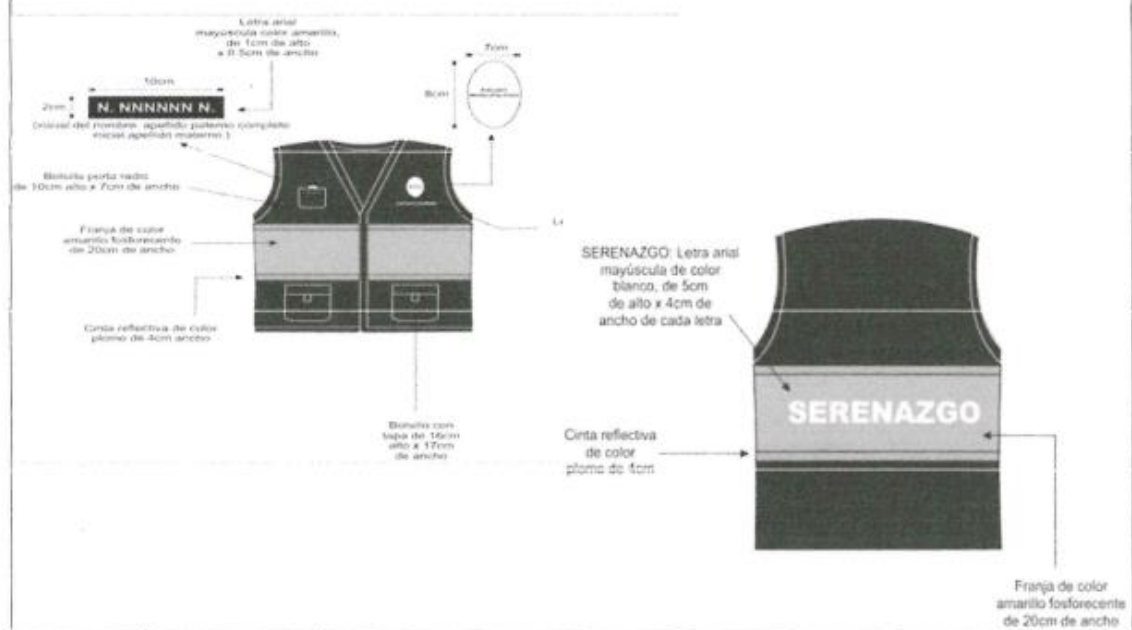 Letra arial
mayúscula color amarillo,
de 1cm de alto
x 0.5cm de ancho
10cm
2cm
N. NNNNNN N.
(inicial del nombre, apellido paterno completo
inicial apellido materno.)
7cm
8cm
Bolsillo porta radio
de 10cm alto x 7cm de ancho
Franja de color
amarillo fosforecente
de 20cm de ancho
Cinta reflectiva de color
plomo de 4cm ancho
Bolsillo con
tapa de 16cm
alto x 17cm
de ancho
SERENAZGO: Letra arial
mayúscula de color
blanco, de 5cm
de alto x 4cm de
ancho de cada letra
SERENAZGO
Cinta reflectiva
de color
plomo de 4cm
Franja de color
amarillo fosforecente
de 20cm de ancho